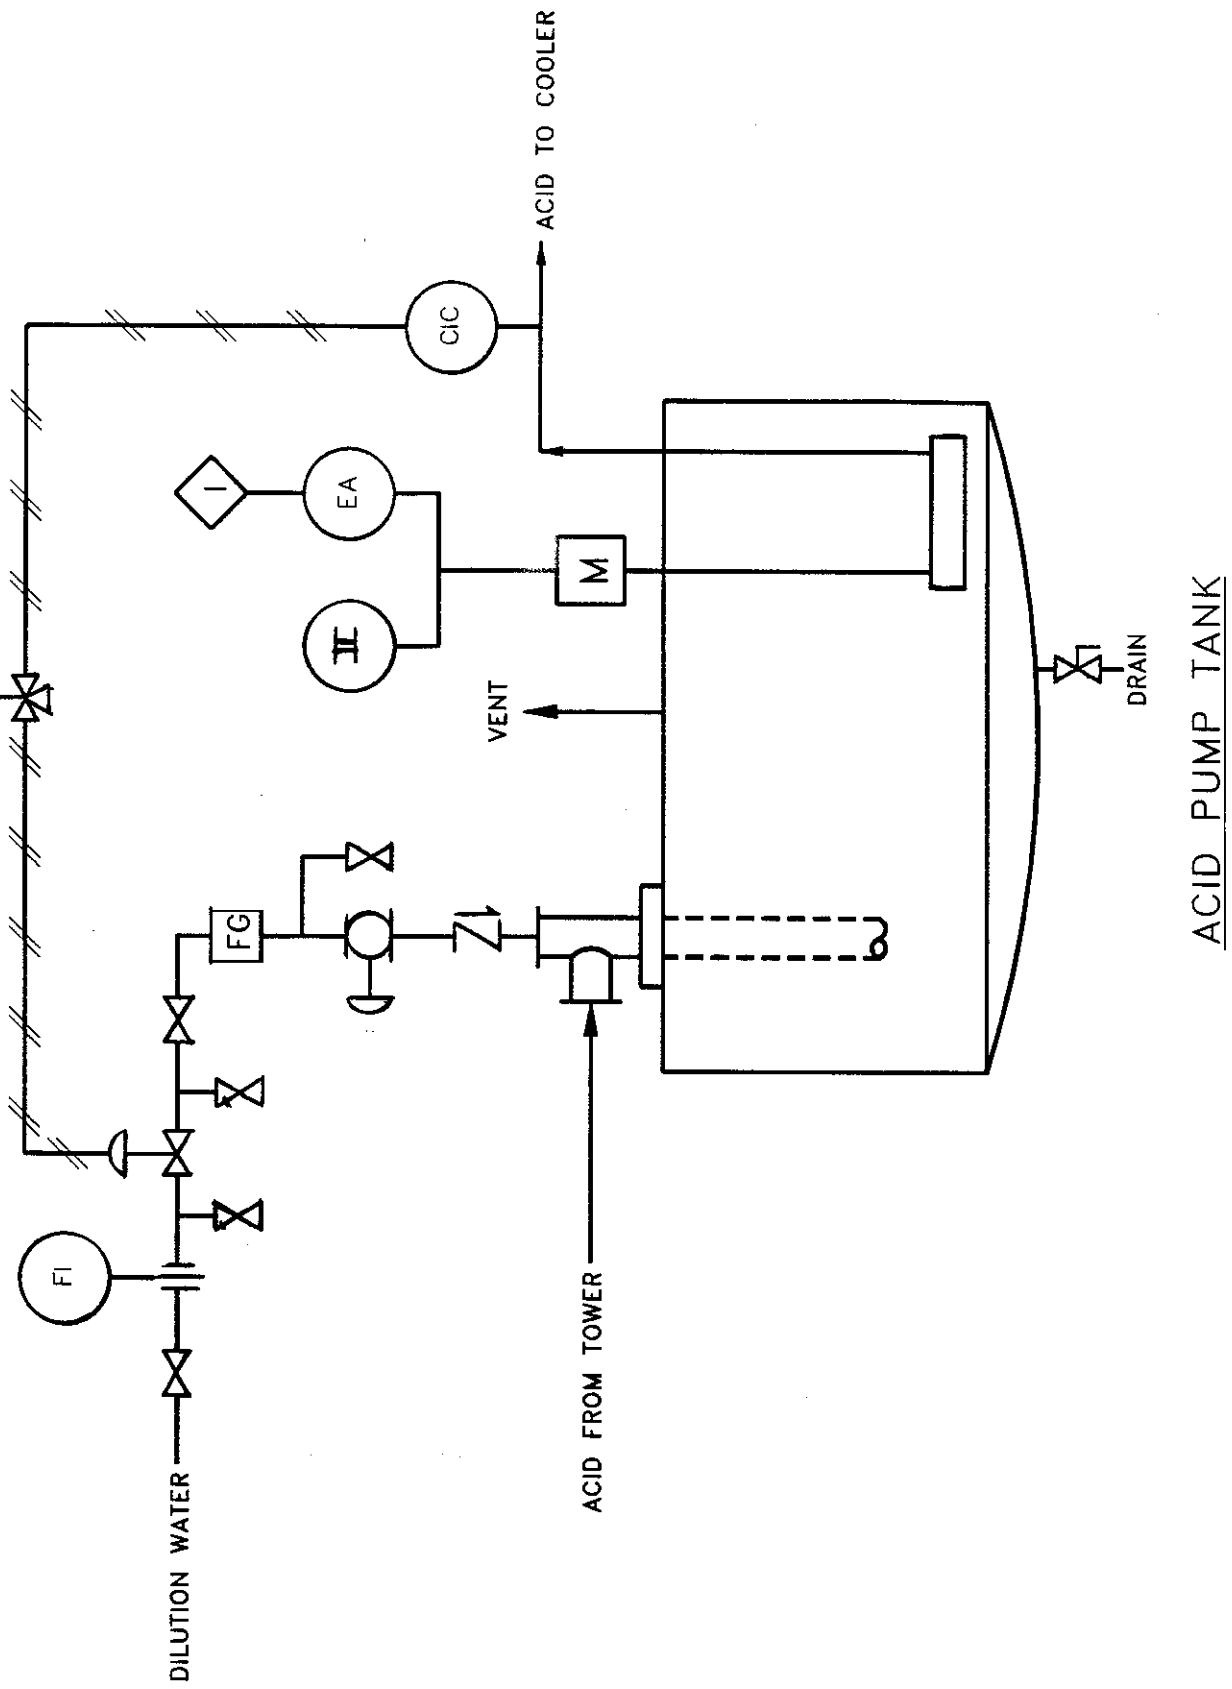 FI
DILUTION WATER
I
FG
II
EA
CIC
VENT
ACID TO COOLER
ACID FROM TOWER
M
DRAIN
ACID PUMP TANK